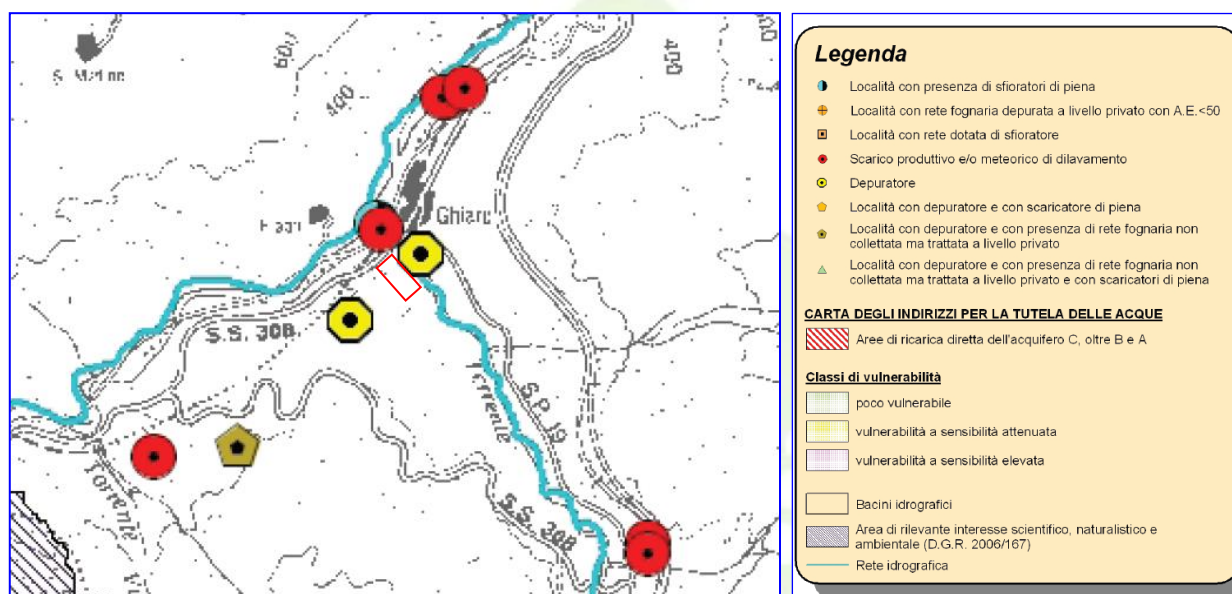 600
400
400
S.S. 308
S.P. 19
Torrente
Torrente
S.S. 308
Legenda
Località con presenza di sfioratori di piena
Località con rete fognaria depurata a livello privato con A.E.<50
Località con rete dotata di sfioratore
Scarico produttivo e/o meteorico di dilavamento
Depuratore
Località con depuratore e con scaricatore di piena
Località con depuratore e con presenza di rete fognaria non
collettata ma trattata a livello privato
Località con depuratore e con presenza di rete fognaria non
collettata ma trattata a livello privato e con scaricatori di piena
CARTA DEGLI INDIRIZZI PER LA TUTELA DELLE ACQUE
Aree di ricarica diretta dell'acquifero C, oltre B e A
Classi di vulnerabilità
poco vulnerabile
vulnerabilità a sensibilità attenuata
vulnerabilità a sensibilità elevata
Bacini idrografici
Area di rilevante interesse scientifico, naturalistico e
ambientale (D.G.R. 2006/167)
Rete idrografica